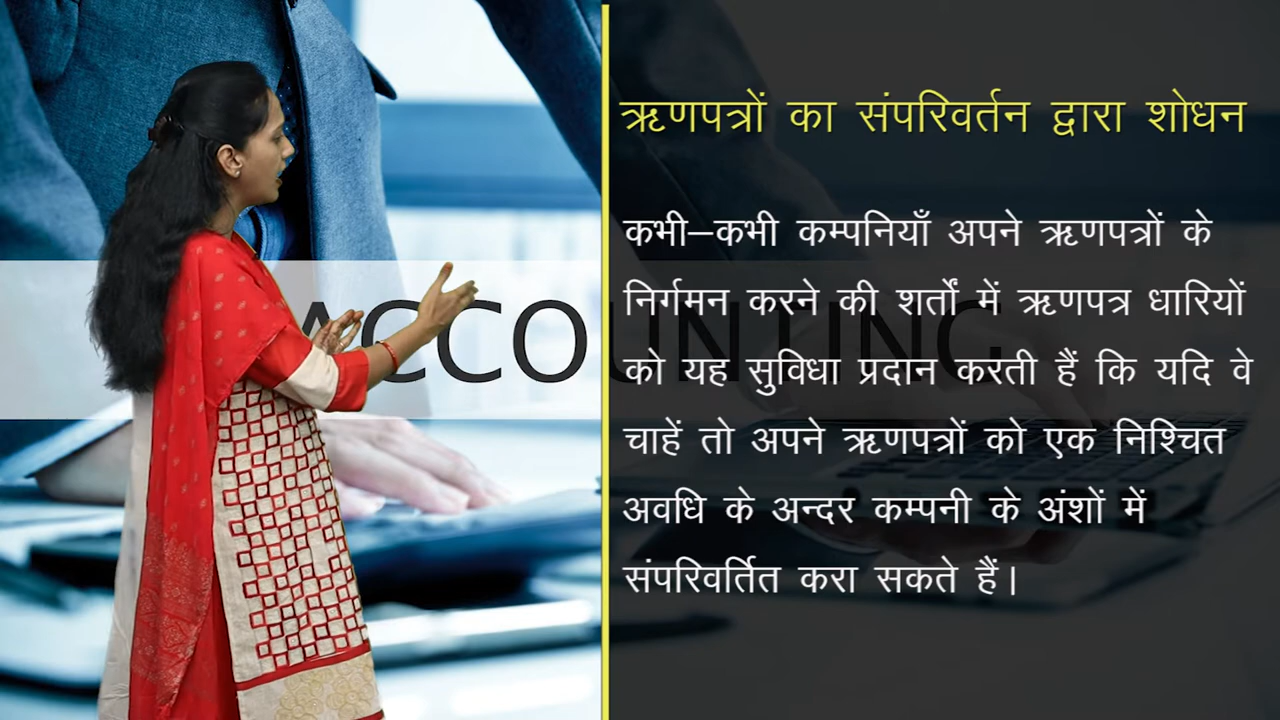 ऋणपत्रों का संपरिवर्तन द्वारा शोधन
कभी–कभी कम्पनियाँ अपने ऋणपत्रों के
निर्गमन करने की शर्तों में ऋणपत्र धारियों
को यह सुविधा प्रदान करती हैं कि यदि वे
चाहें तो अपने ऋणपत्रों को एक निश्चित
अवधि के अन्दर कम्पनी के अंशों में
संपरिवर्तित करा सकते हैं।
ACCOUNTING